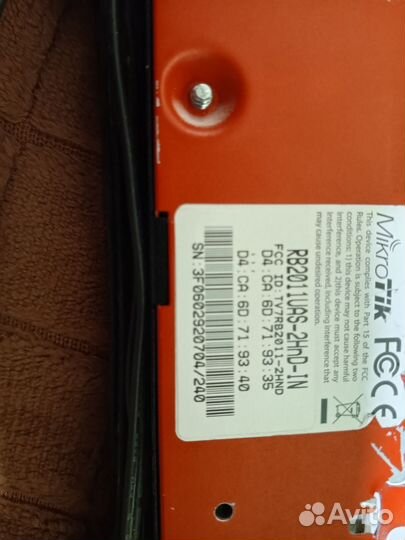 MikroTik FC CE
This device complies with Part 15 of the FCC
Rules. Operation is subject to the following two
conditions: 1) this device may not cause harmful
interference, and 2)this device must accept any
interference received, including interference that
may cause undesired operation.
RB2011UAS-2HnD-IN
FCC ID:TV7RB2011-2HND
D4:CA:6D:71:93:35
D4:CA:6D:71:93:40
SN:3F0602920704/240
Avito